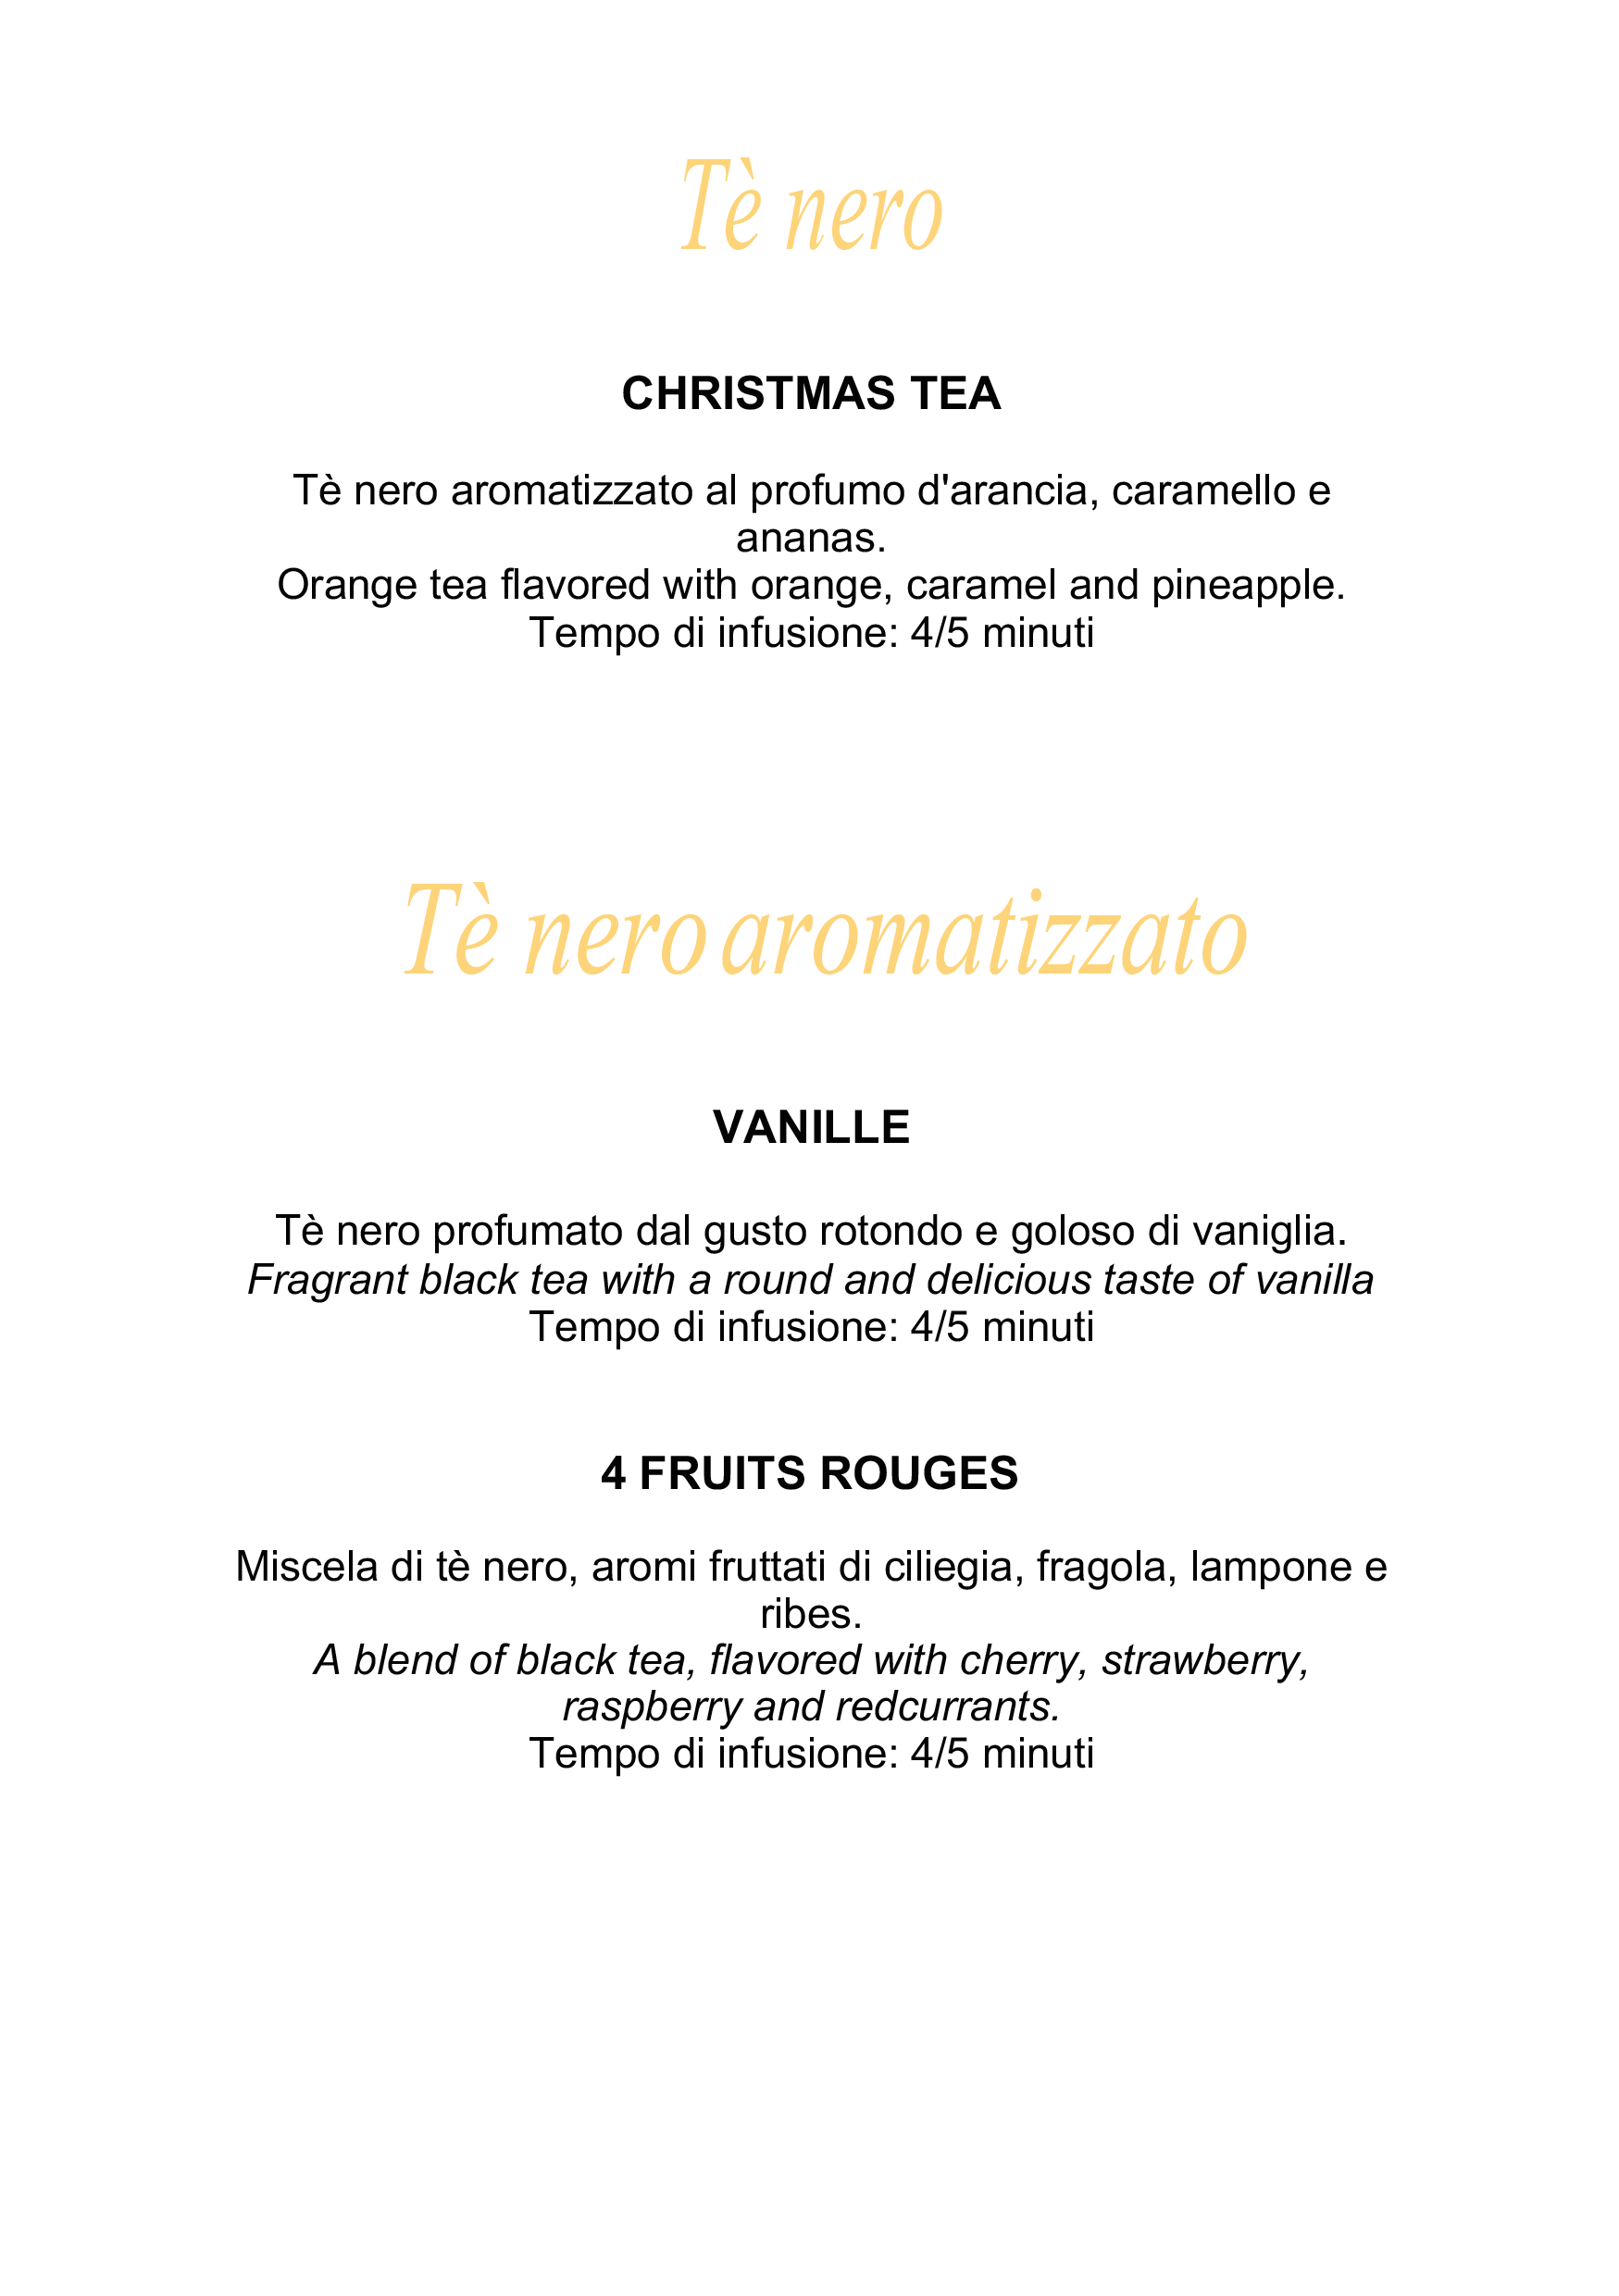 Tè nero
CHRISTMAS TEA
Tè nero aromatizzato al profumo d'arancia, caramello e
ananas.
Orange tea flavored with orange, caramel and pineapple.
Tempo di infusione: 4/5 minuti
Tè nero aromatizzato
VANILLE
Tè nero profumato dal gusto rotondo e goloso di vaniglia.
Fragrant black tea with a round and delicious taste of vanilla
Tempo di infusione: 4/5 minuti
4 FRUITS ROUGES
Miscela di tè nero, aromi fruttati di ciliegia, fragola, lampone e
ribes.
A blend of black tea, flavored with cherry, strawberry,
raspberry and redcurrants.
Tempo di infusione: 4/5 minuti